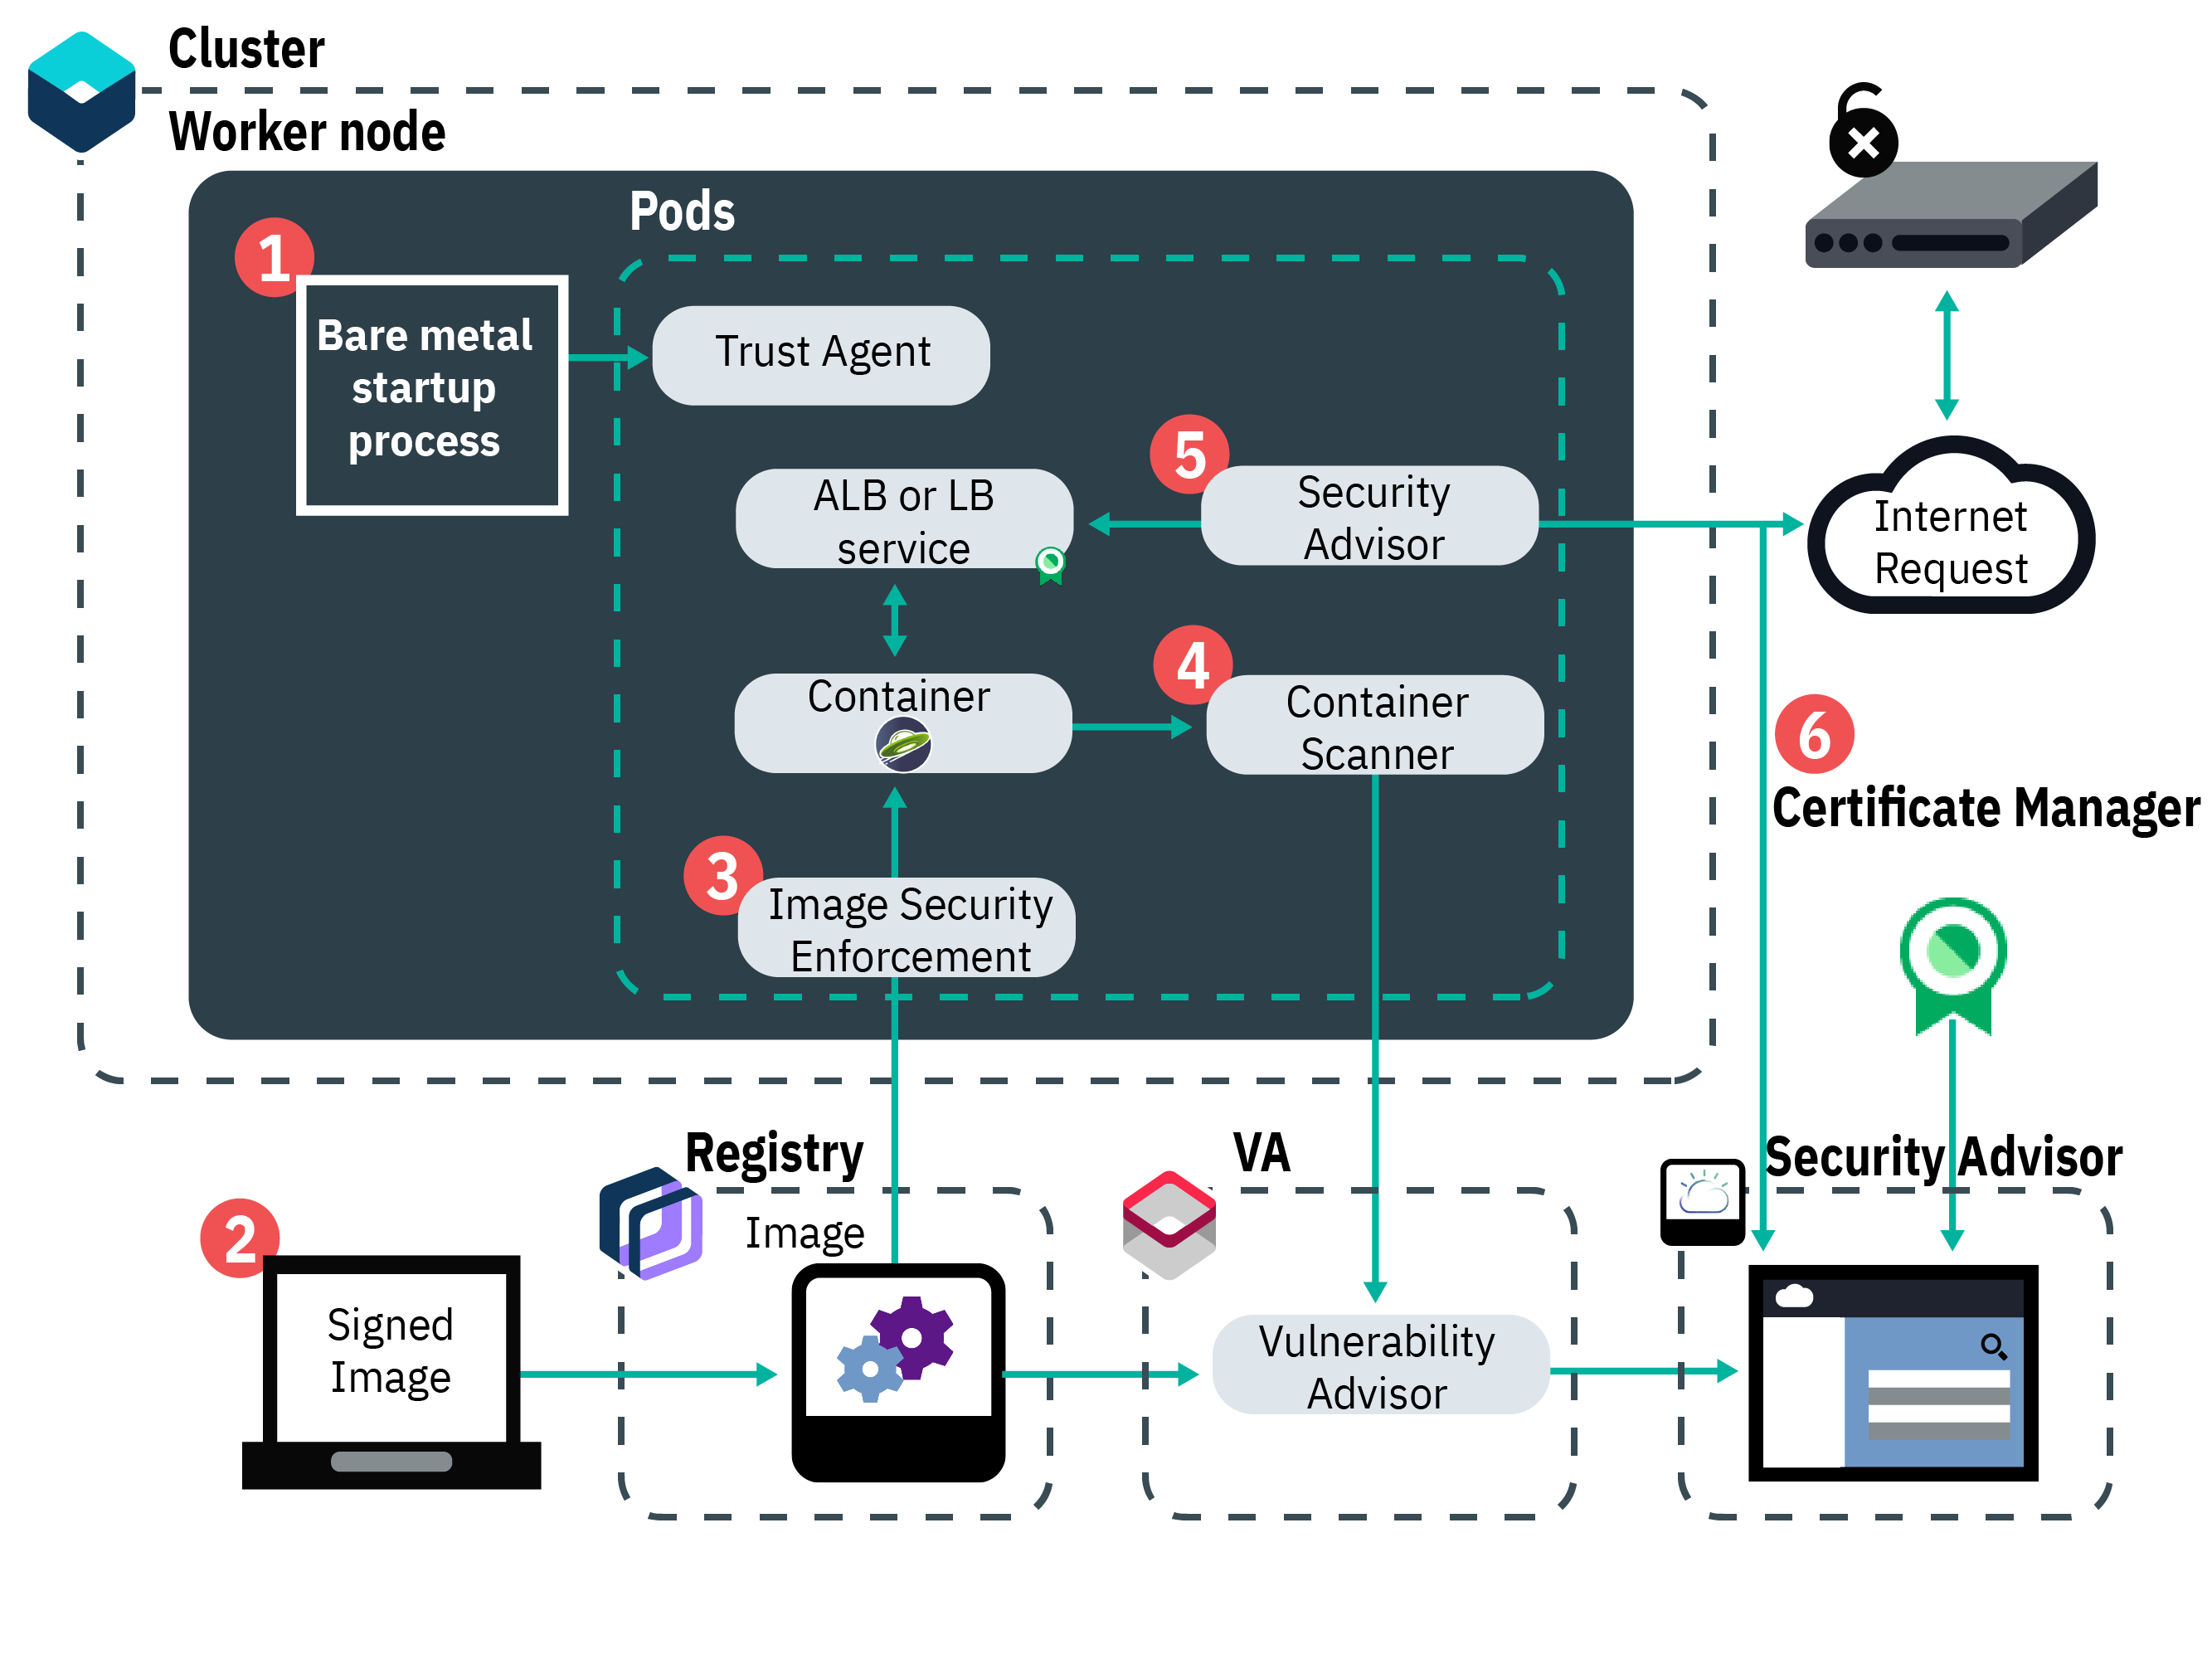 Cluster
Worker node
Pods
1
Bare metal
startup
process
Trust Agent
5
ALB or LB
service
Security
Advisor
Internet
Request
4
Container
Container
Scanner
6
Certificate Manager
3
Image Security
Enforcement
Registry
VA
Security Advisor
2
Image
Signed
Image
Vulnerability
Advisor